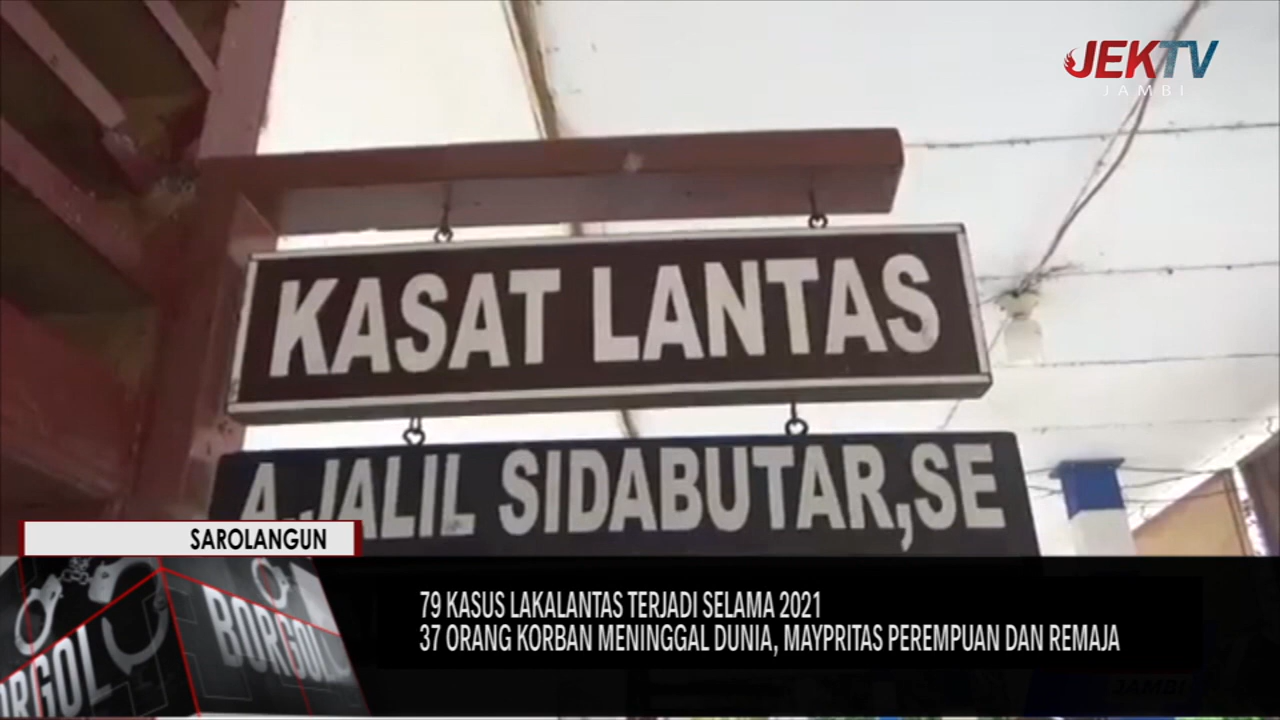 JEKTV
JAMBI
KASAT LANTAS
A.JALIL SIDABUTAR,SE
SAROLANGUN
BORGOL
BORGOL
79 KASUS LAKALANTAS TERJADI SELAMA 2021
37 ORANG KORBAN MENINGGAL DUNIA, MAYPRITAS PEREMPUAN DAN REMAJA
JAMBI